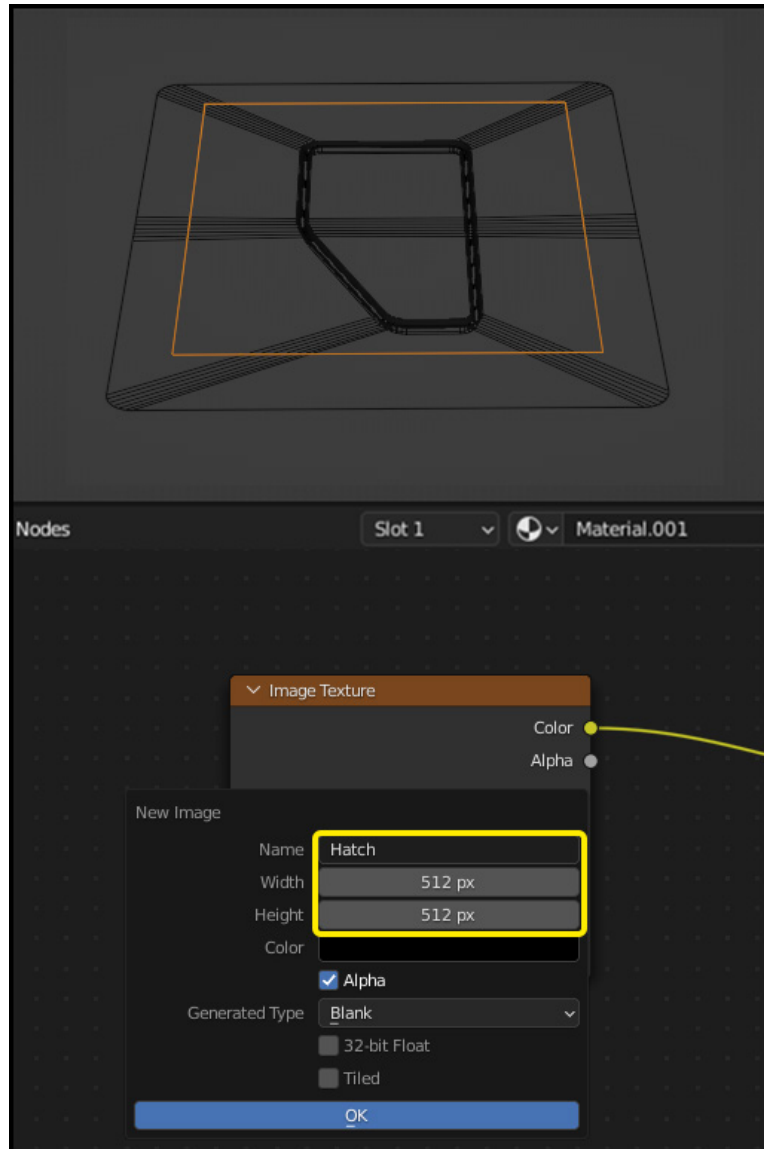 Nodes
Slot 1
Material.001
Image Texture
Color
Alpha
New Image
Name Hatch
Width 512 px
Height 512 px
Color
Alpha
Generated Type Blank
32-bit Float
Tiled
OK